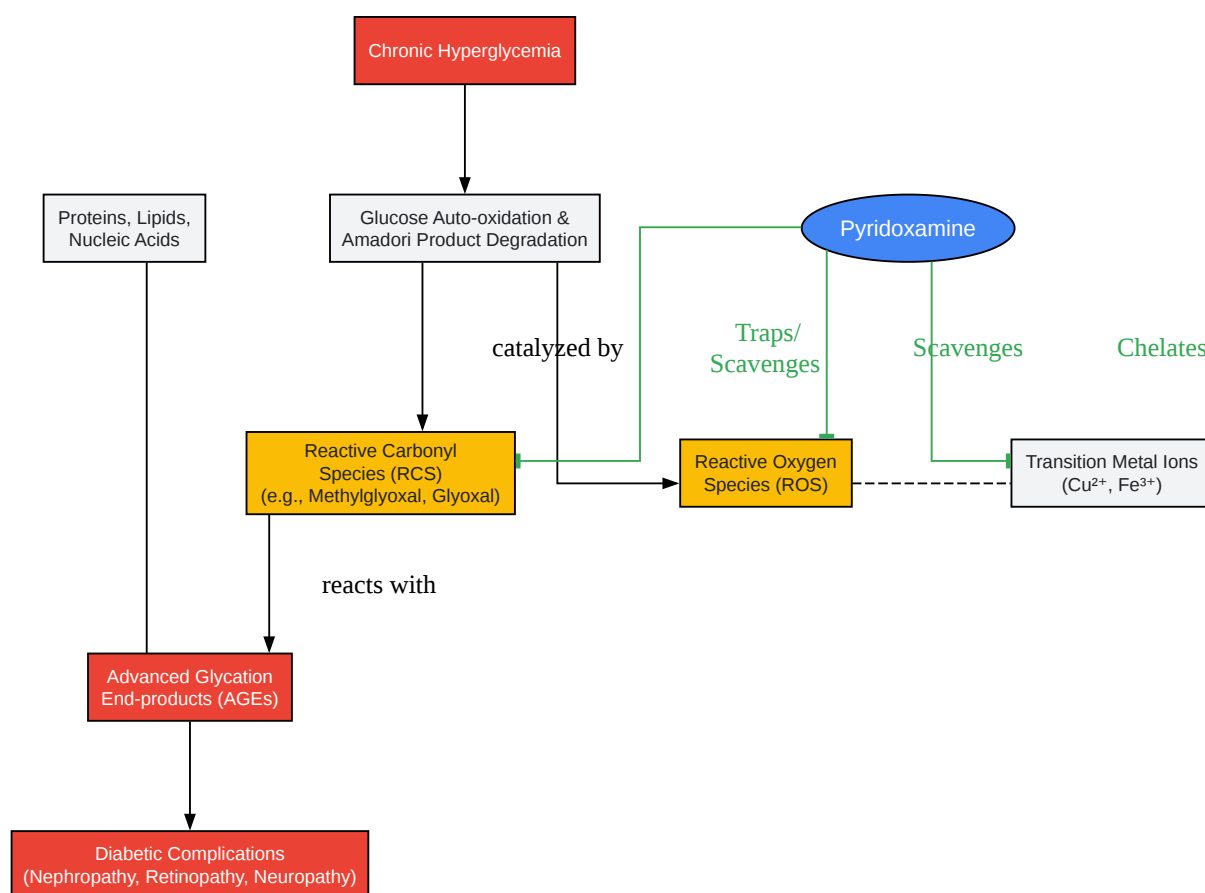 Chronic Hyperglycemia
Proteins, Lipids,
Nucleic Acids
Glucose Auto-oxidation &
Amadori Product Degradation
Pyridoxamine
catalyzed by
Traps/
Scavenges
Scavenges
Chelates
Reactive Carbonyl
Species (RCS)
(e.g., Methylglyoxal, Glyoxal)
Reactive Oxygen
Species (ROS)
Transition Metal Ions
(Cu²⁺, Fe³⁺)
reacts with
Advanced Glycation
End-products (AGEs)
Diabetic Complications
(Nephropathy, Retinopathy, Neuropathy)